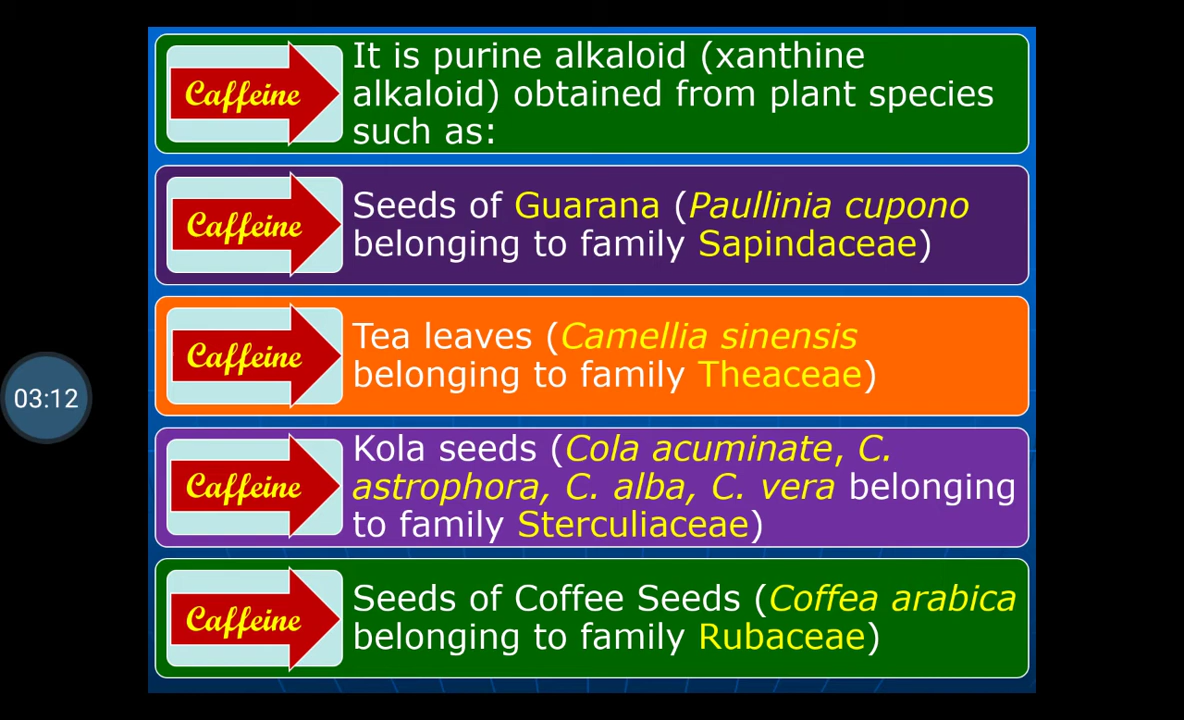 Caffeine
It is purine alkaloid (xanthine
alkaloid) obtained from plant species
such as:
Caffeine
Seeds of Guarana (Paullinia cupono
belonging to family Sapindaceae)
Caffeine
Tea leaves (Camellia sinensis
belonging to family Theaceae)
03:12
Caffeine
Kola seeds (Cola acuminate, C.
astrophora, C. alba, C. vera belonging
to family Sterculiaceae)
Caffeine
Seeds of Coffee Seeds (Coffea arabica
belonging to family Rubaceae)